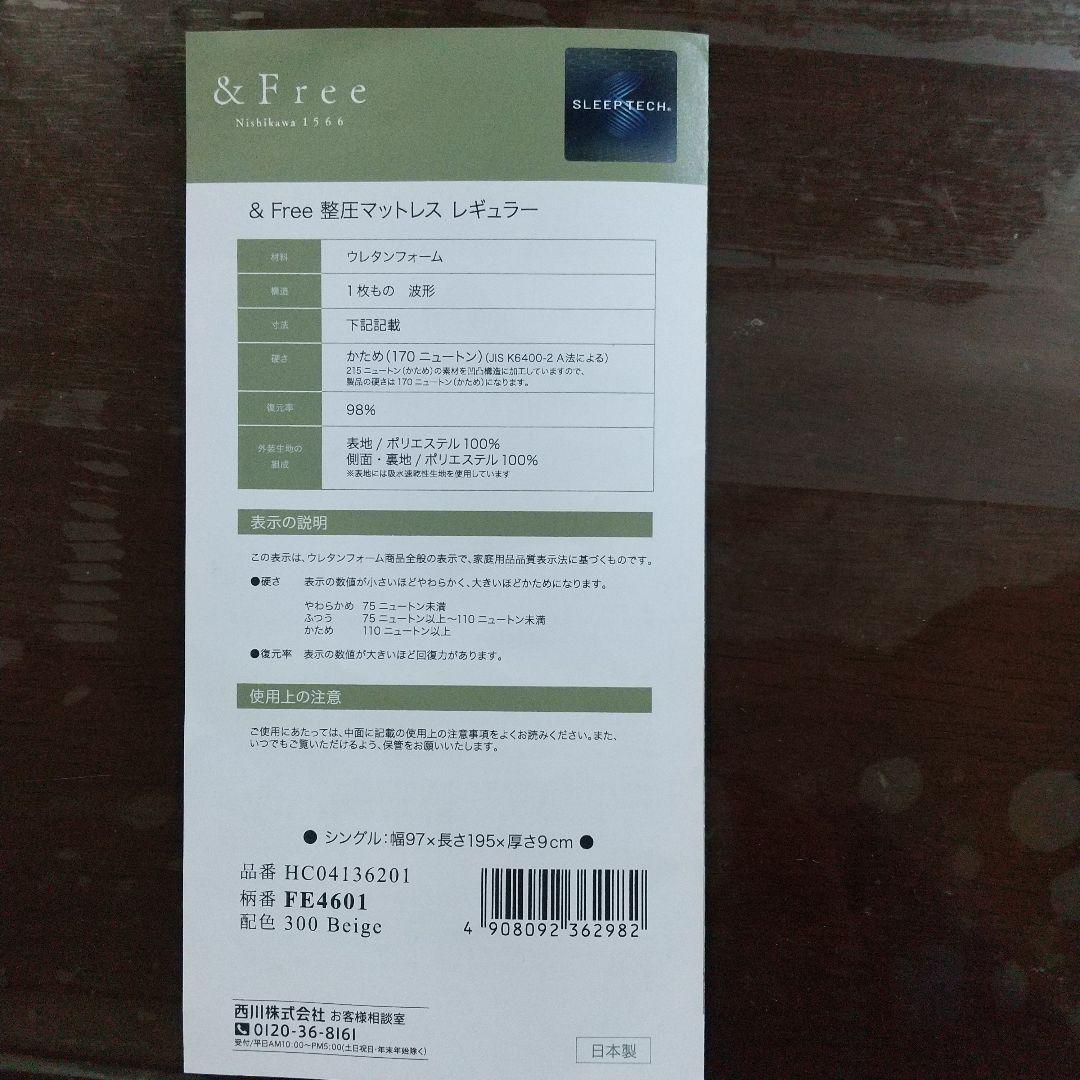 & Free
Nishikawa 1566
SLEEPTECH®
& Free 整圧マットレス レギュラー
材料 ウレタンフォーム
構造 1枚もの 波形
寸法 下記記載
硬さ かため(170 ニュートン)(JIS K6400-2 A法による)
215 ニュートン(かため)の素材を凹凸構造に加工していますので、
製品の硬さは170 ニュートン(かため)になります。
復元率 98%
外装生地の
組成
表地 / ポリエステル100%
側面・裏地 / ポリエステル100%
※表地には吸水速乾性生地を使用しています
表示の説明
この表示は、ウレタンフォーム商品全般の表示で、家庭用品品質表示法に基づくものです。
●硬さ 表示の数値が小さいほどやわらかく、大きいほどかためになります。
やわらかめ 75 ニュートン未満
ふつう 75 ニュートン以上〜110 ニュートン未満
かため 110 ニュートン以上
●復元率 表示の数値が大きいほど回復力があります。
使用上の注意
ご使用にあたっては、中面に記載の使用上の注意事項をよくお読みください。また、
いつでもご覧いただけるよう、保管をお願いいたします。
● シングル：幅97×長さ195×厚さ9cm ●
品番 HC04136201
柄番 FE4601
配色 300 Beige
4 908092 362982
西川株式会社 お客様相談室
0120-36-8161
受付/平日AM10:00〜PM5:00(土日祝日・年末年始除く)
日本製